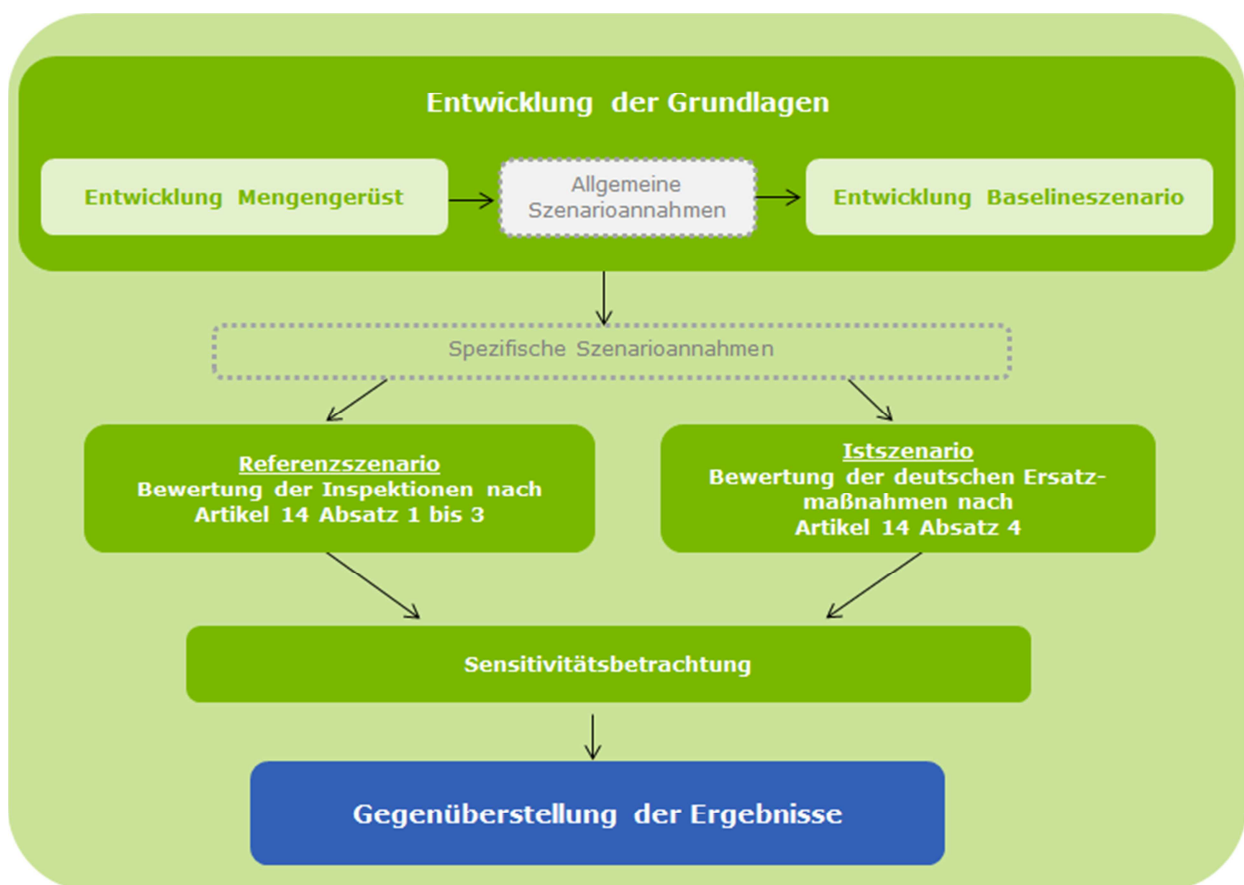 Entwicklung der Grundlagen
Entwicklung Mengengerüst
Allgemeine
Szenarioannahmen
Entwicklung Baselineszenario
Spezifische Szenarioannahmen
Referenzszenario
Bewertung der Inspektionen nach
Artikel 14 Absatz 1 bis 3
Istszenario
Bewertung der deutschen Ersatz-
maßnahmen nach
Artikel 14 Absatz 4
Sensitivitätsbetrachtung
Gegenüberstellung der Ergebnisse